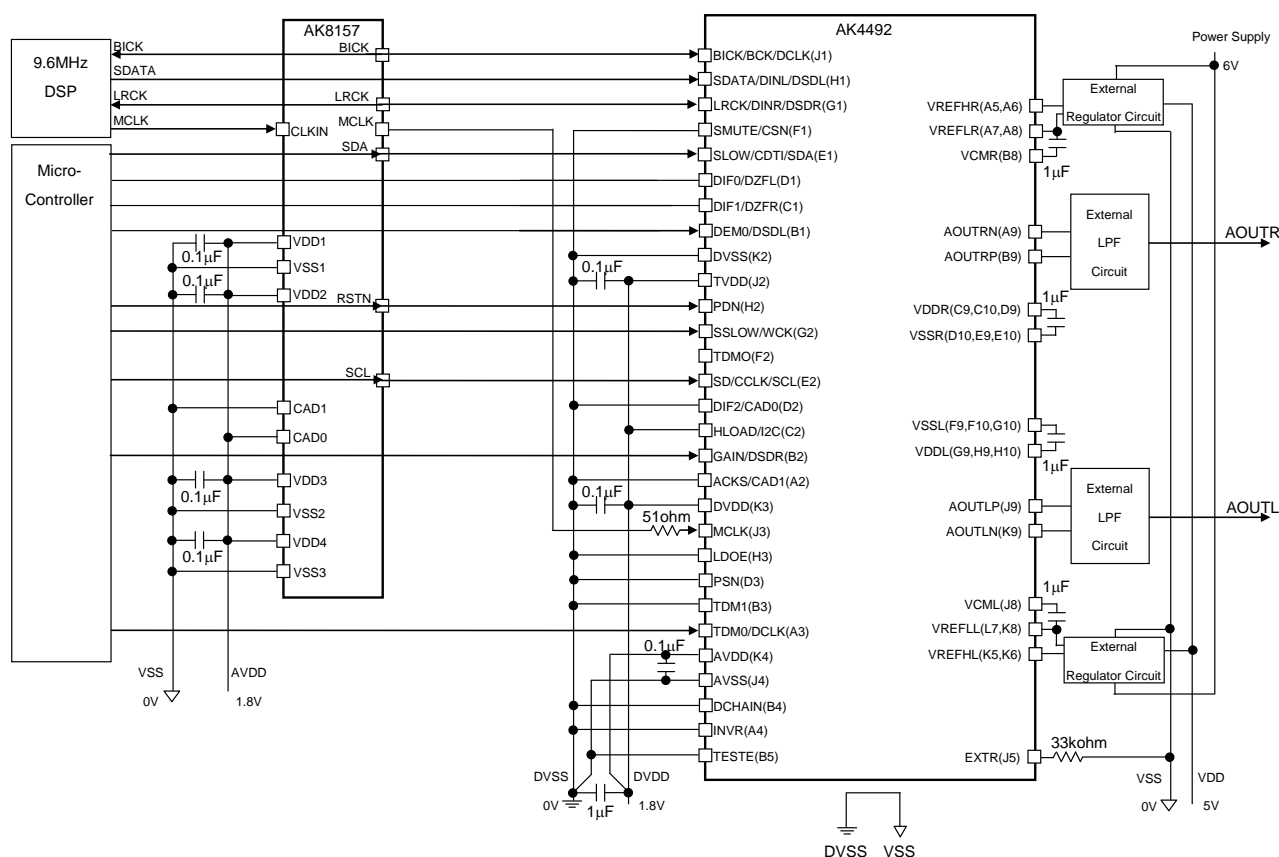 AK8157
AK4492
9.6MHz
DSP
BICK
SDATA
LRCK
MCLK
BICK
LRCK
MCLK
CLKIN
SDA
Micro-
Controller
VDD1
0.1μF
VSS1
0.1μF
VDD2
RSTN
SCL
CAD1
CAD0
VDD3
0.1μF
VSS2
VDD4
0.1μF
VSS3
VSS
0V
AVDD
1.8V
BICK/BCK/DCLK(J1)
SDATA/DINL/DSDL(H1)
LRCK/DINR/DSDR(G1)
SMUTE/CSN(F1)
SLOW/CDTI/SDA(E1)
DIF0/DZFL(D1)
DIF1/DZFR(C1)
DEM0/DSDL(B1)
DVSS(K2)
0.1μF
TVDD(J2)
PDN(H2)
SSLOW/WCK(G2)
TDMO(F2)
SD/CCLK/SCL(E2)
DIF2/CAD0(D2)
HLOAD/I2C(C2)
GAIN/DSDR(B2)
ACKS/CAD1(A2)
0.1μF
DVDD(K3)
51ohm
MCLK(J3)
LDOE(H3)
PSN(D3)
TDM1(B3)
TDM0/DCLK(A3)
0.1μF
AVDD(K4)
AVSS(J4)
DCHAIN(B4)
INVR(A4)
TESTE(B5)
DVSS
0V
1μF
DVDD
1.8V
Power Supply
6V
External
Regulator Circuit
VREFHR(A5,A6)
VREFLR(A7,A8)
VCMR(B8)
1μF
AOUTRN(A9)
AOUTRP(B9)
External
LPF
Circuit
AOUTR
1μF
VDDR(C9,C10,D9)
VSSR(D10,E9,E10)
VSSL(F9,F10,G10)
VDDL(G9,H9,H10)
1μF
AOUTLP(J9)
AOUTLN(K9)
External
LPF
Circuit
AOUTL
1μF
VCML(J8)
VREFLL(L7,K8)
VREFHL(K5,K6)
External
Regulator Circuit
33kohm
EXTR(J5)
VSS
0V
VDD
5V
DVSS
VSS